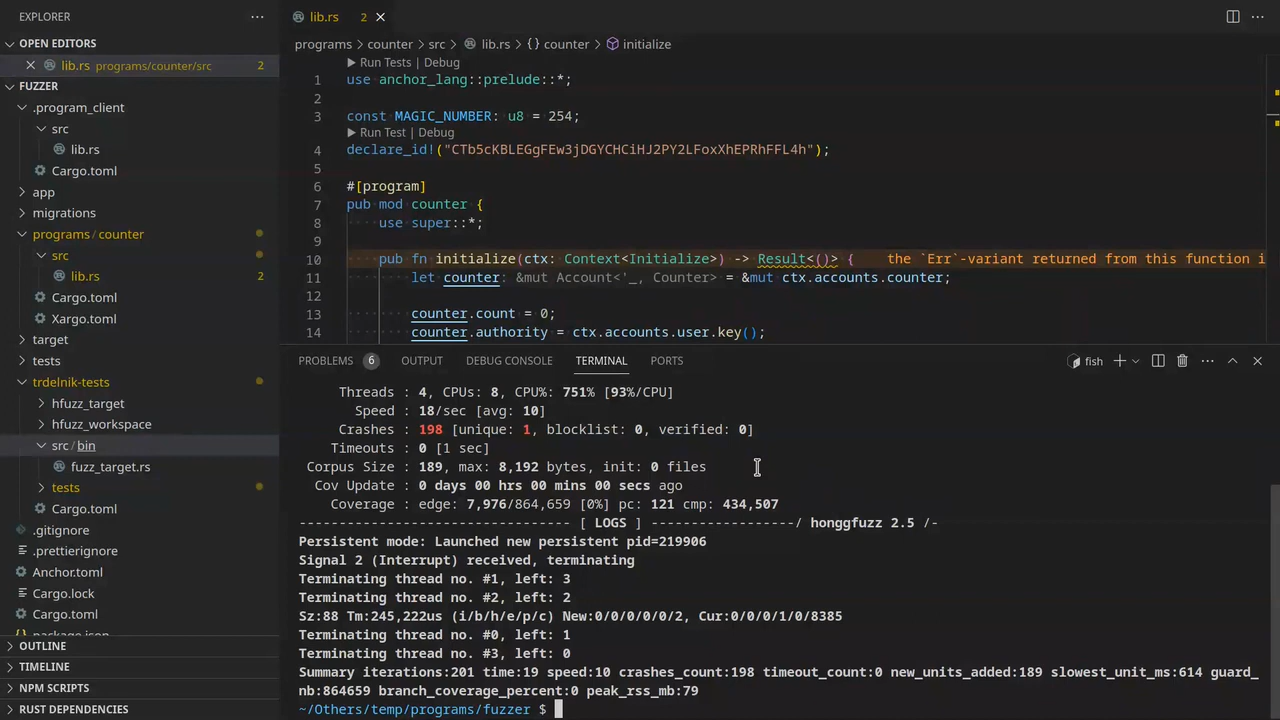 EXPLORER
OPEN EDITORS
lib.rs programs/counter/src 2
FUZZER
.program_client
src
lib.rs
Cargo.toml
app
migrations
programs / counter
src
lib.rs 2
Cargo.toml
Xargo.toml
target
tests
trdelnik-tests
hfuzz_target
hfuzz_workspace
src / bin
fuzz_target.rs
tests
Cargo.toml
.gitignore
.prettierignore
Anchor.toml
Cargo.lock
Cargo.toml
package.json
OUTLINE
TIMELINE
NPM SCRIPTS
RUST DEPENDENCIES
lib.rs 2
programs > counter > src > lib.rs > {} counter > initialize
Run Tests | Debug
1 use anchor_lang::prelude::*;
2
3 const MAGIC_NUMBER: u8 = 254;
Run Test | Debug
4 declare_id!("CTb5cKBLEGgFEw3jDGYCHCiHJ2PY2LFoxXhEPRhFFL4h");
5
6 #[program]
7 pub mod counter {
8 use super::*;
9
10 pub fn initialize(ctx: Context<Initialize>) -> Result<()> { the `Err`-variant returned from this function i
11 let counter: &mut Account<'_, Counter> = &mut ctx.accounts.counter;
12
13 counter.count = 0;
14 counter.authority = ctx.accounts.user.key();
PROBLEMS 6 OUTPUT DEBUG CONSOLE TERMINAL PORTS fish
Threads : 4, CPUs: 8, CPU%: 751% [93%/CPU]
Speed : 18/sec [avg: 10]
Crashes : 198 [unique: 1, blocklist: 0, verified: 0]
Timeouts : 0 [1 sec]
Corpus Size : 189, max: 8,192 bytes, init: 0 files
Cov Update : 0 days 00 hrs 00 mins 00 secs ago
Coverage : edge: 7,976/864,659 [0%] pc: 121 cmp: 434,507
---------------------------------- [ LOGS ] ------------------/ honggfuzz 2.5 /-
Persistent mode: Launched new persistent pid=219906
Signal 2 (Interrupt) received, terminating
Terminating thread no. #1, left: 3
Terminating thread no. #2, left: 2
Sz:88 Tm:245,222us (i/b/h/e/p/c) New:0/0/0/0/0/2, Cur:0/0/0/1/0/8385
Terminating thread no. #0, left: 1
Terminating thread no. #3, left: 0
Summary iterations:201 time:19 speed:10 crashes_count:198 timeout_count:0 new_units_added:189 slowest_unit_ms:614 guard_
nb:864659 branch_coverage_percent:0 peak_rss_mb:79
~/Others/temp/programs/fuzzer $